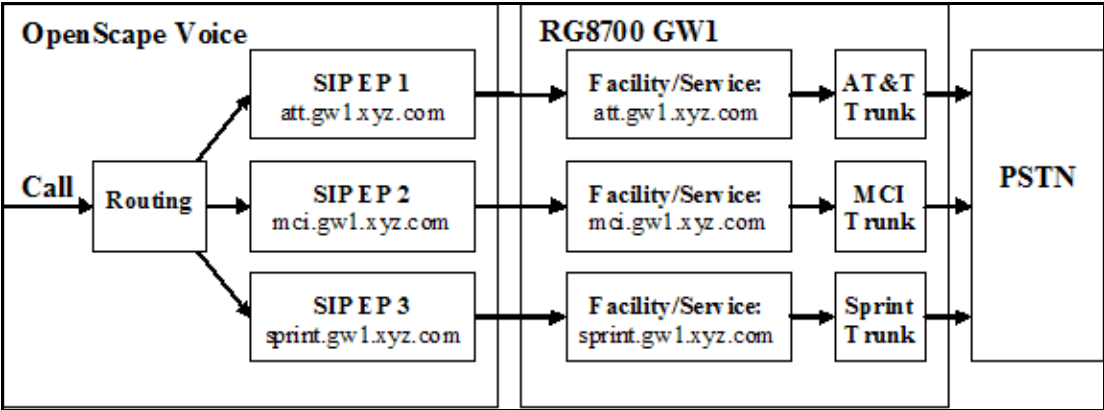 OpenScape Voice
RG8700 GW1
SIP EP 1
att.gw1.xyz.com
Facility/Service:
att.gw1.xyz.com
AT&T
Trunk
Call
Routing
SIP EP 2
mci.gw1.xyz.com
Facility/Service:
mci.gw1.xyz.com
MCI
Trunk
PSTN
SIP EP 3
sprint.gw1.xyz.com
Facility/Service:
sprint.gw1.xyz.com
Sprint
Trunk